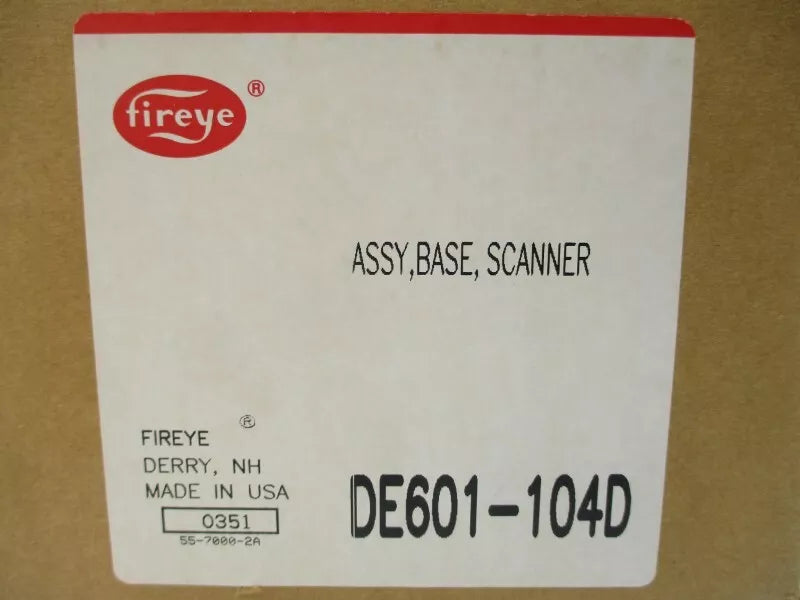 fireye ®
ASSY,BASE, SCANNER
®
FIREYE
DERRY, NH
MADE IN USA
0351
55-7000-2A
DE601-104D